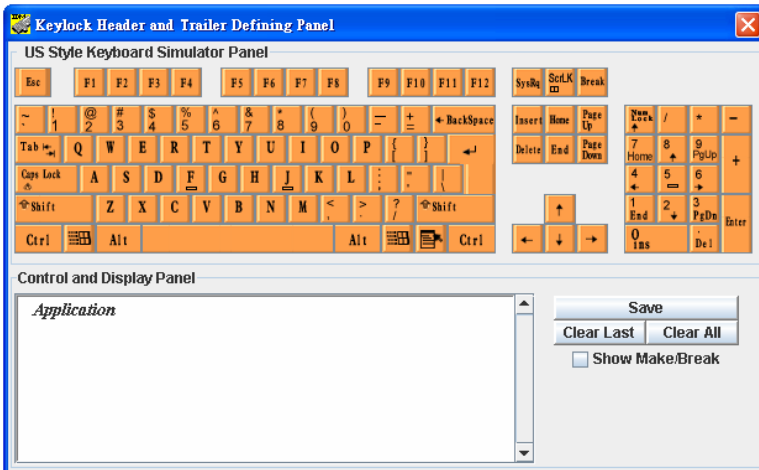 Keylock Header and Trailer Defining Panel
US Style Keyboard Simulator Panel
Esc F1 F2 F3 F4 F5 F6 F7 F8 F9 F10 F11 F12 SysRq ScrLK Break
~ ` ! 1 @ 2 # 3 $ 4 % 5 ^ 6 & 7 * 8 ( 9 ) 0 _ - + = BackSpace Insert Home Page Up Num Lock / * -
Tab Q W E R T Y U I O P { [ } ] Delete End Page Down 7 Home 8 9 PgUp +
Caps Lock A S D F G H J K L : ; " ' | \ 4 5 6
Shift Z X C V B N M < , > . ? / Shift 1 End 2 3 PgDn Enter
Ctrl Alt Alt Ctrl 0 ins . Del
Control and Display Panel
Application
Save
Clear Last Clear All
Show Make/Break